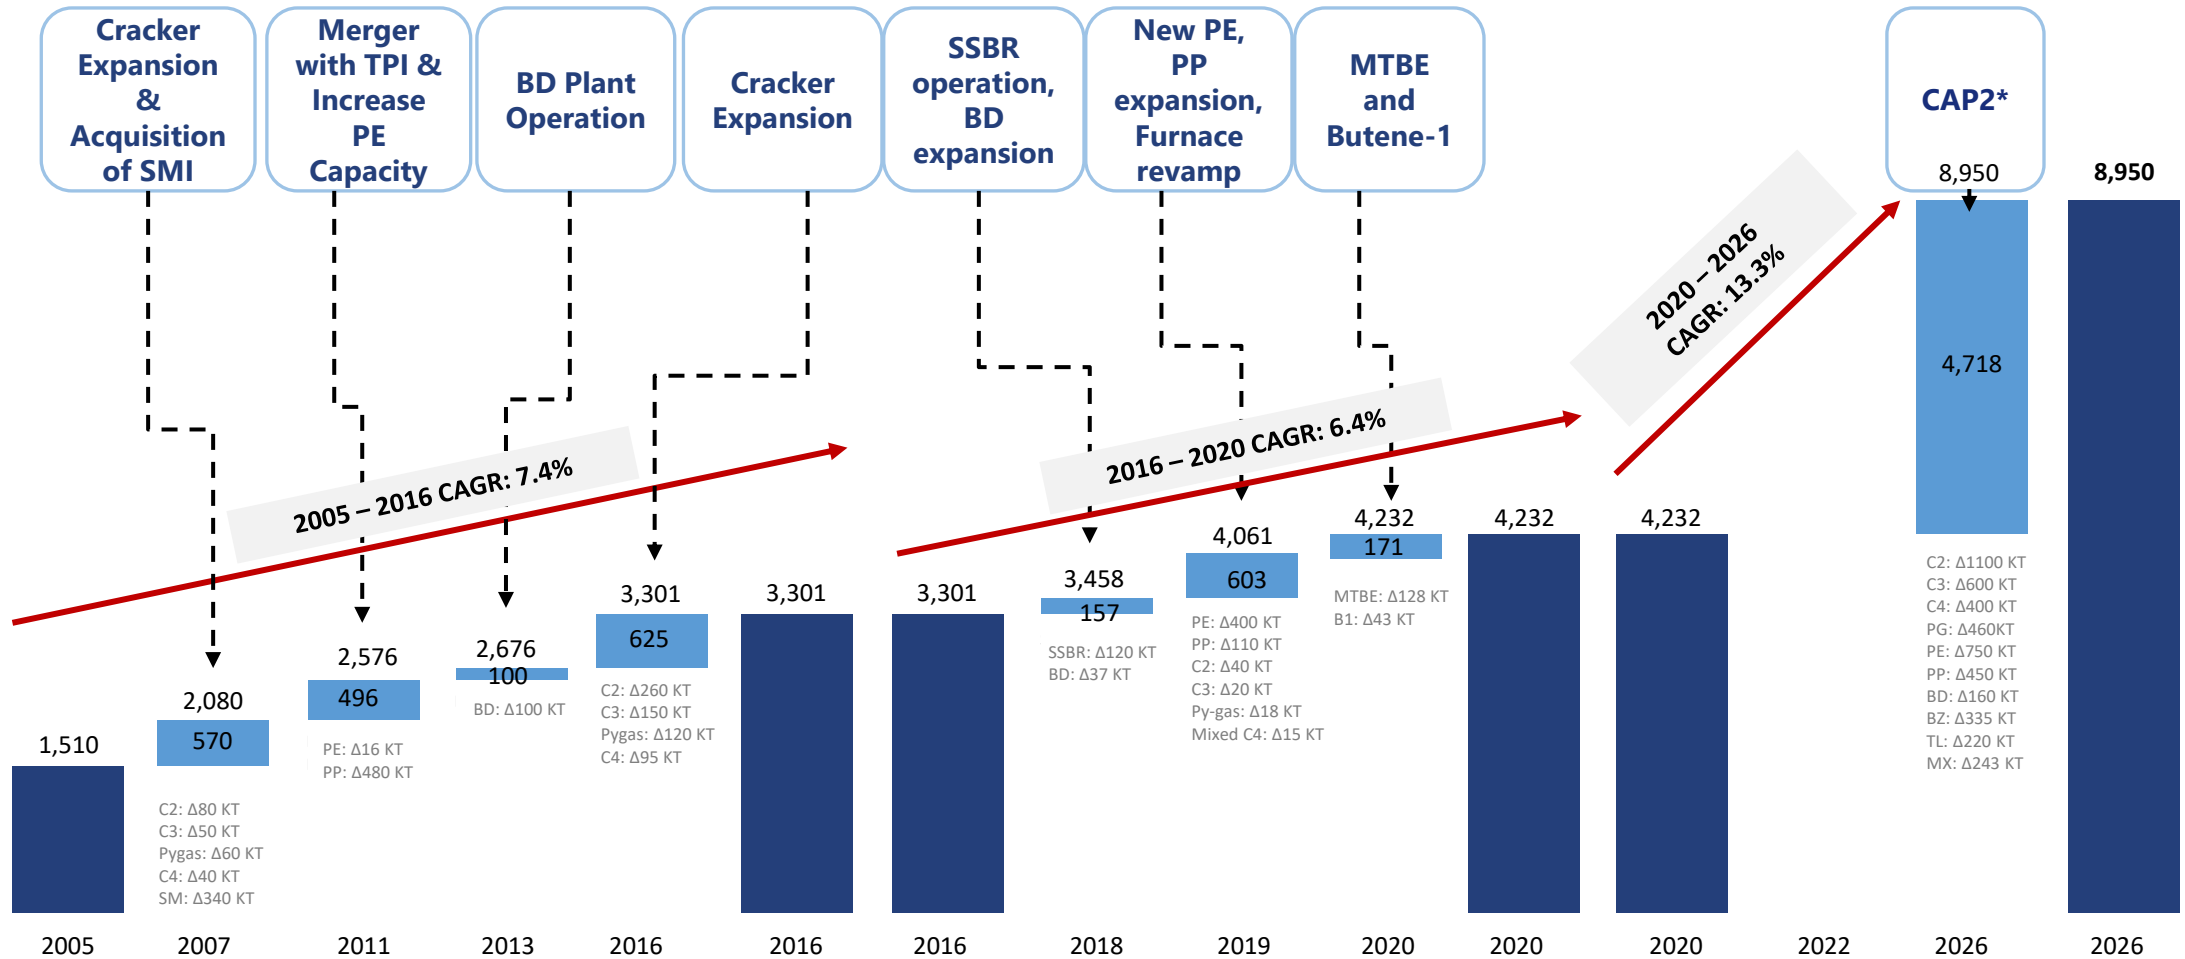 Cracker
Expansion
&
Acquisition
of SMI
Merger
with TPI &
Increase
PE
Capacity
BD Plant
Operation
Cracker
Expansion
SSBR
operation,
BD
expansion
New PE,
PP
expansion,
Furnace
revamp
MTBE
and
Butene-1
CAP2*
2005 – 2016 CAGR: 7.4%
2016 – 2020 CAGR: 6.4%
2020 – 2026
CAGR: 13.3%
1,510
2,080
570
C2: Δ80 KT
C3: Δ50 KT
Pygas: Δ60 KT
C4: Δ40 KT
SM: Δ340 KT
2,576
496
PE: Δ16 KT
PP: Δ480 KT
2,676
100
BD: Δ100 KT
3,301
625
C2: Δ260 KT
C3: Δ150 KT
Pygas: Δ120 KT
C4: Δ95 KT
3,301
3,301
3,458
157
SSBR: Δ120 KT
BD: Δ37 KT
4,061
603
PE: Δ400 KT
PP: Δ110 KT
C2: Δ40 KT
C3: Δ20 KT
Py-gas: Δ18 KT
Mixed C4: Δ15 KT
4,232
171
MTBE: Δ128 KT
B1: Δ43 KT
4,232
4,232
8,950
4,718
C2: Δ1100 KT
C3: Δ600 KT
C4: Δ400 KT
PG: Δ460KT
PE: Δ750 KT
PP: Δ450 KT
BD: Δ160 KT
BZ: Δ335 KT
TL: Δ220 KT
MX: Δ243 KT
8,950
2005
2007
2011
2013
2016
2016
2016
2018
2019
2020
2020
2020
2022
2026
2026